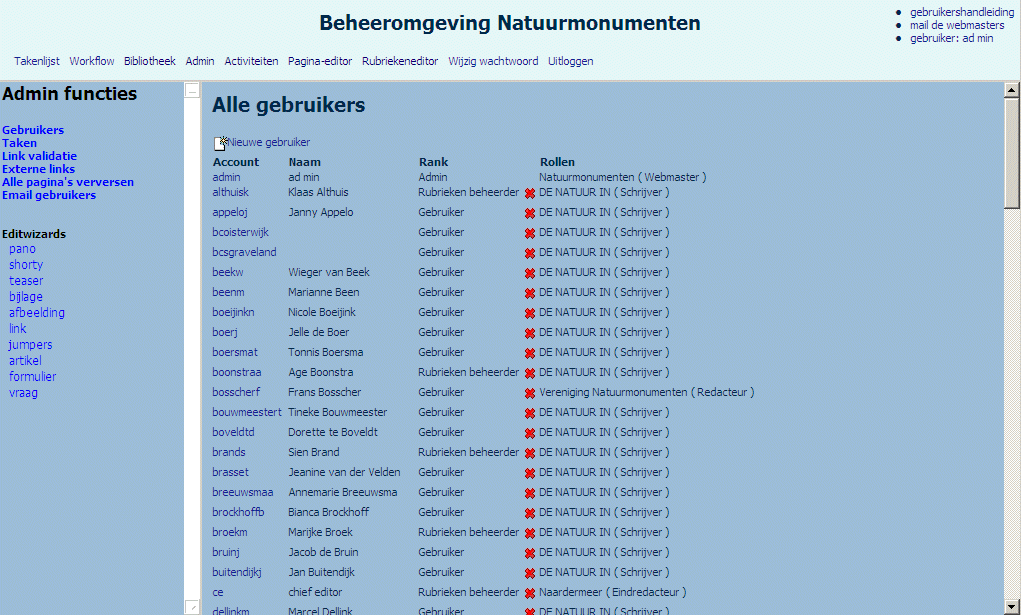 Beheeromgeving Natuurmonumenten
gebruikershandleiding
mail de webmasters
gebruiker: ad min
Takenlijst Workflow Bibliotheek Admin Activiteiten Pagina-editor Rubriekeneditor Wijzig wachtwoord Uitloggen
Admin functies
Gebruikers
Taken
Link validatie
Externe links
Alle pagina's verversen
Email gebruikers
Editwizards
pano
shorty
teaser
bijlage
afbeelding
link
jumpers
artikel
formulier
vraag
Alle gebruikers
Nieuwe gebruiker
Account Naam Rank Rollen
admin ad min Admin Natuurmonumenten ( Webmaster )
althuisk Klaas Althuis Rubrieken beheerder DE NATUUR IN ( Schrijver )
appeloj Janny Appelo Gebruiker DE NATUUR IN ( Schrijver )
bcoisterwijk Gebruiker DE NATUUR IN ( Schrijver )
bcsgraveland Gebruiker DE NATUUR IN ( Schrijver )
beekw Wieger van Beek Gebruiker DE NATUUR IN ( Schrijver )
beenm Marianne Been Gebruiker DE NATUUR IN ( Schrijver )
boeijinkn Nicole Boeijink Gebruiker DE NATUUR IN ( Schrijver )
boerj Jelle de Boer Gebruiker DE NATUUR IN ( Schrijver )
boersmat Tonnis Boersma Gebruiker DE NATUUR IN ( Schrijver )
boonstraa Age Boonstra Rubrieken beheerder DE NATUUR IN ( Schrijver )
bosscherf Frans Bosscher Gebruiker Vereniging Natuurmonumenten ( Redacteur )
bouwmeestert Tineke Bouwmeester Gebruiker DE NATUUR IN ( Schrijver )
boveldtd Dorette te Boveldt Gebruiker DE NATUUR IN ( Schrijver )
brands Sien Brand Rubrieken beheerder DE NATUUR IN ( Schrijver )
brasset Jeanine van der Velden Gebruiker DE NATUUR IN ( Schrijver )
breeuwsmaa Annemarie Breeuwsma Gebruiker DE NATUUR IN ( Schrijver )
brockhoffb Bianca Brockhoff Gebruiker DE NATUUR IN ( Schrijver )
broekm Marijke Broek Rubrieken beheerder DE NATUUR IN ( Schrijver )
bruinj Jacob de Bruin Gebruiker DE NATUUR IN ( Schrijver )
buitendijkj Jan Buitendijk Gebruiker DE NATUUR IN ( Schrijver )
ce chief editor Rubrieken beheerder Naardermeer ( Eindredacteur )
dellinkm Marcel Dellink Gebruiker DE NATUUR IN ( Schrijver )